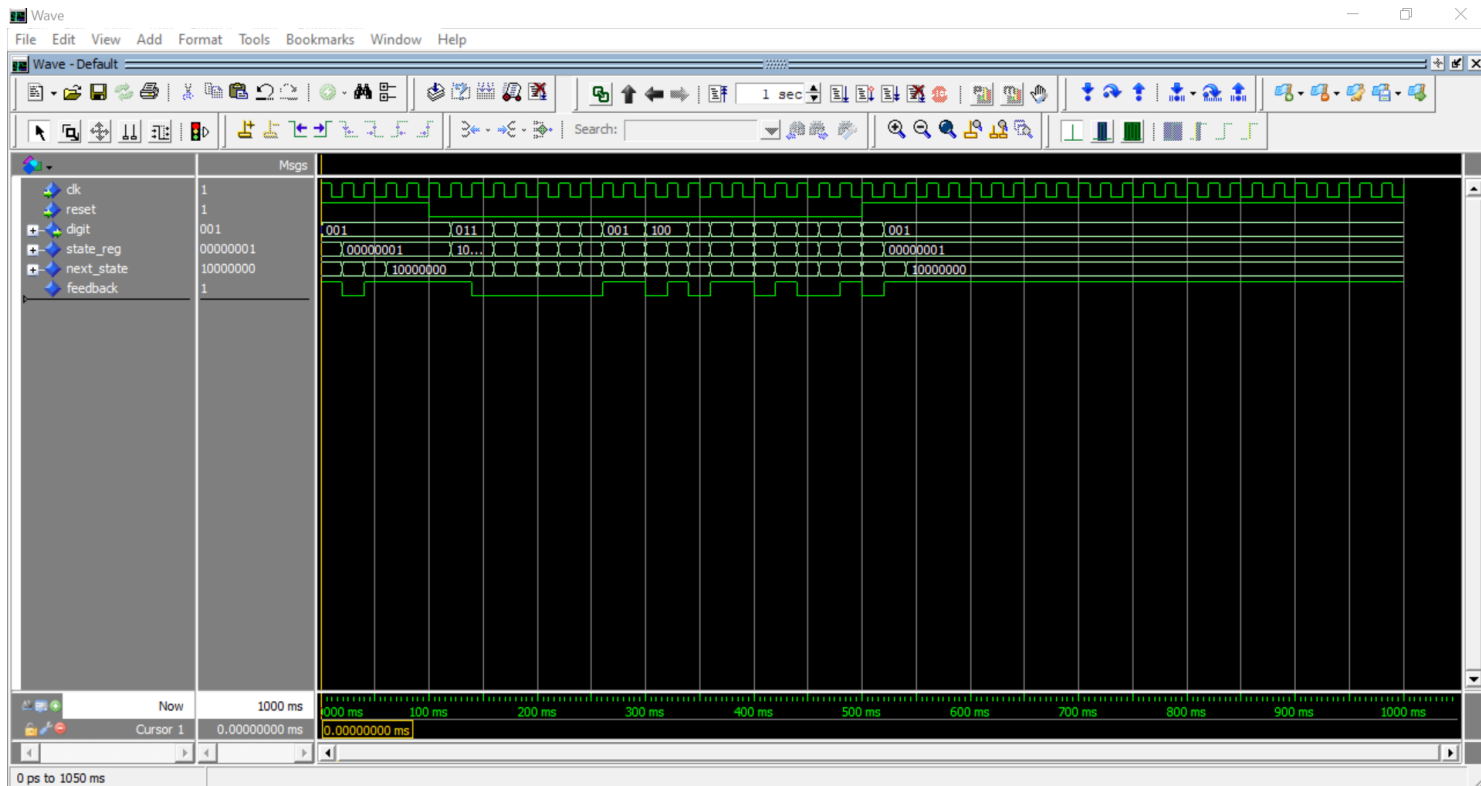 Wave
File Edit View Add Format Tools Bookmarks Window Help
Wave - Default
1 sec
Search:
Msgs
clk 1
reset 1
digit 001 001 011 001 100 001
state_reg 00000001 00000001 10... 00000001
next_state 10000000 10000000 10000000
feedback 1
Now 1000 ms 000 ms 100 ms 200 ms 300 ms 400 ms 500 ms 600 ms 700 ms 800 ms 900 ms 1000 ms
Cursor 1 0.00000000 ms 0.00000000 ms
0 ps to 1050 ms